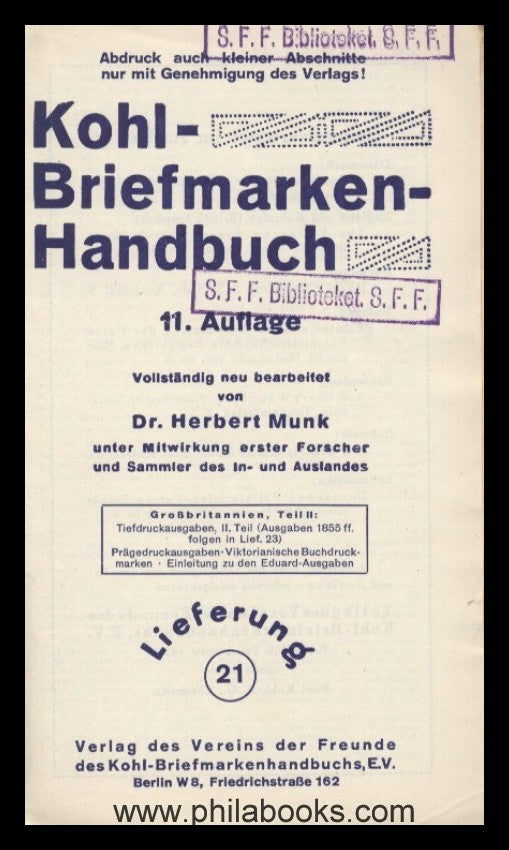 S. F. F. Biblioteket. S. F. F.
Abdruck auch kleiner Abschnitte
nur mit Genehmigung des Verlags!
Kohl-
Briefmarken-
Handbuch
S. F. F. Biblioteket. S. F. F.
11. Auflage
Vollständig neu bearbeitet
von
Dr. Herbert Munk
unter Mitwirkung erster Forscher
und Sammler des In- und Auslandes
Großbritannien, Teil II:
Tiefdruckausgaben, II. Teil (Ausgaben 1855 ff.
folgen in Lief. 23)
Prägedruckausgaben · Viktorianische Buchdruck-
marken · Einleitung zu den Eduard-Ausgaben
Lieferung
21
Verlag des Vereins der Freunde
des Kohl-Briefmarkenhandbuchs, E.V.
Berlin W8, Friedrichstraße 162
www.philabooks.com